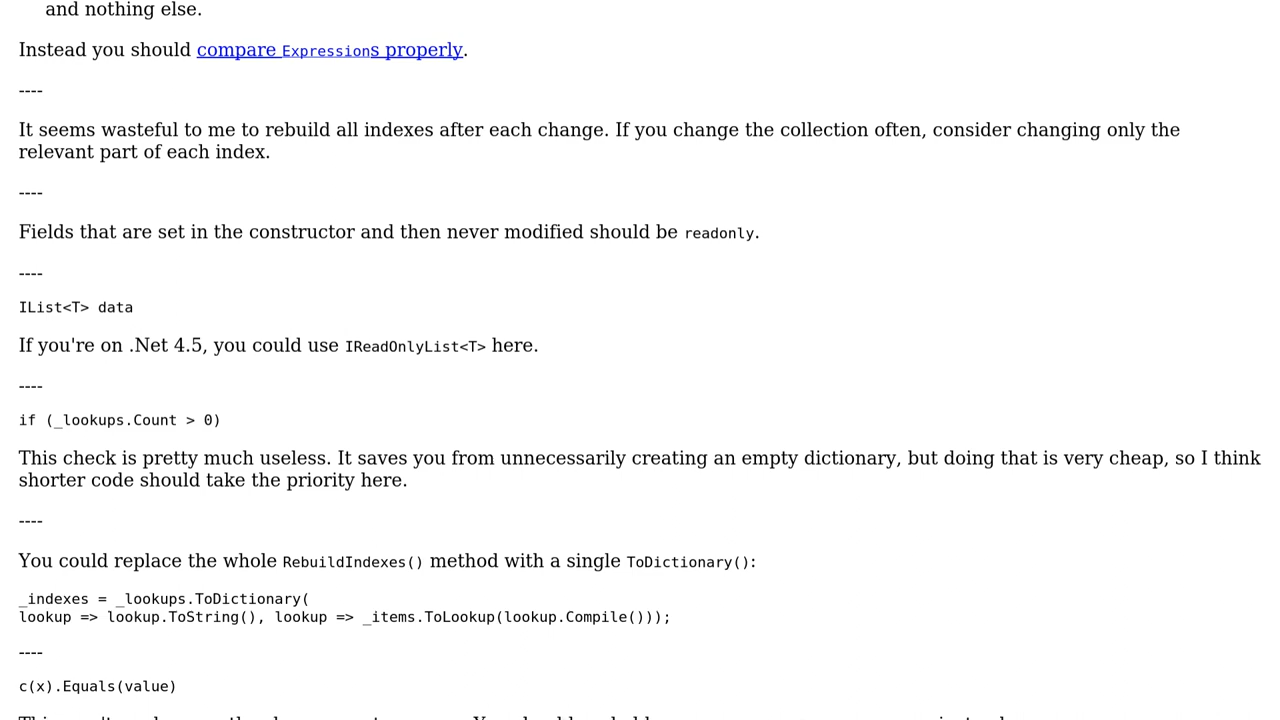 and nothing else.
Instead you should compare Expressions properly.
----
It seems wasteful to me to rebuild all indexes after each change. If you change the collection often, consider changing only the
relevant part of each index.
----
Fields that are set in the constructor and then never modified should be readonly.
----
IList<T> data
If you're on .Net 4.5, you could use IReadOnlyList<T> here.
----
if (_lookups.Count > 0)
This check is pretty much useless. It saves you from unnecessarily creating an empty dictionary, but doing that is very cheap, so I think
shorter code should take the priority here.
----
You could replace the whole RebuildIndexes() method with a single ToDictionary():
_indexes = _lookups.ToDictionary(
lookup => lookup.ToString(), lookup => _items.ToLookup(lookup.Compile()));
----
c(x).Equals(value)